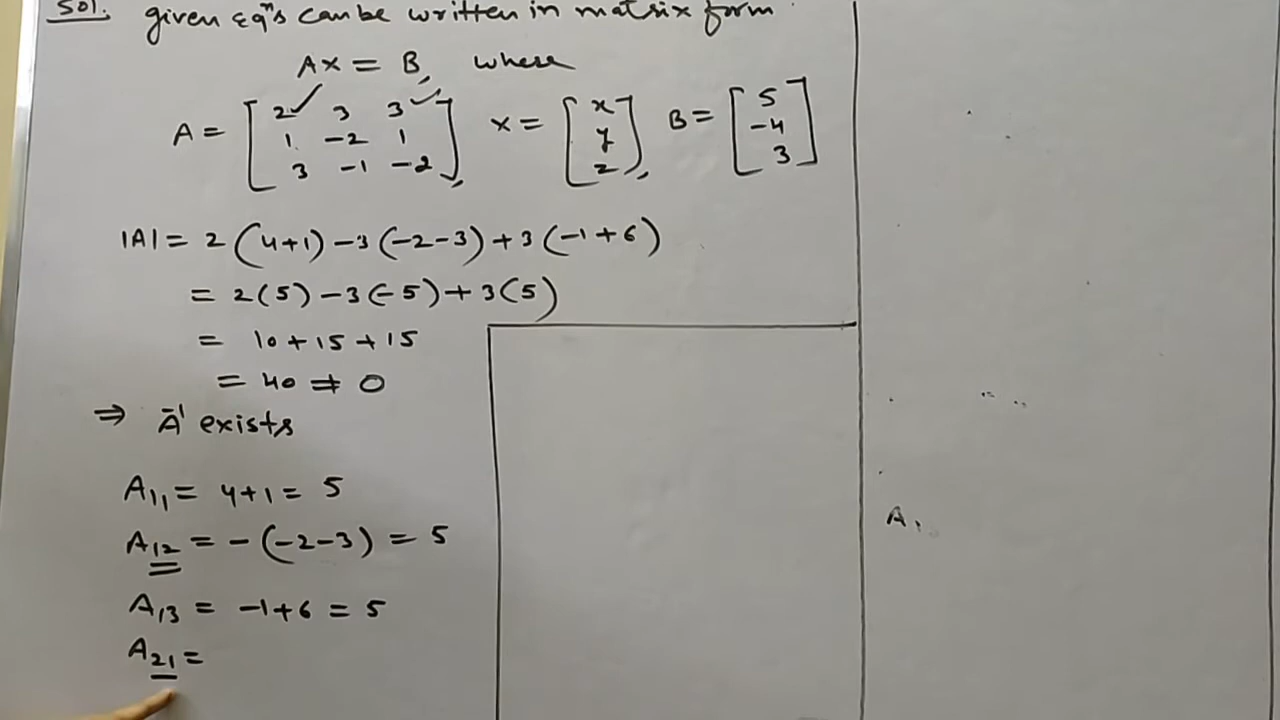 Sol. given Eqns can be written in matrix form
AX = B, where
A = [ 2 3 3 ], X = [ x ], B = [ 5 ]
1 -2 1 y -4
3 -1 -2 z 3
|A| = 2(4+1) -3(-2-3) +3(-1+6)
= 2(5) -3(-5) +3(5)
= 10+15+15
= 40 ≠ 0
⇒ A⁻¹ exists
A₁₁ = 4+1 = 5
A₁₂ = -(-2-3) = 5
A₁₃ = -1+6 = 5
A₂₁ =
A₁